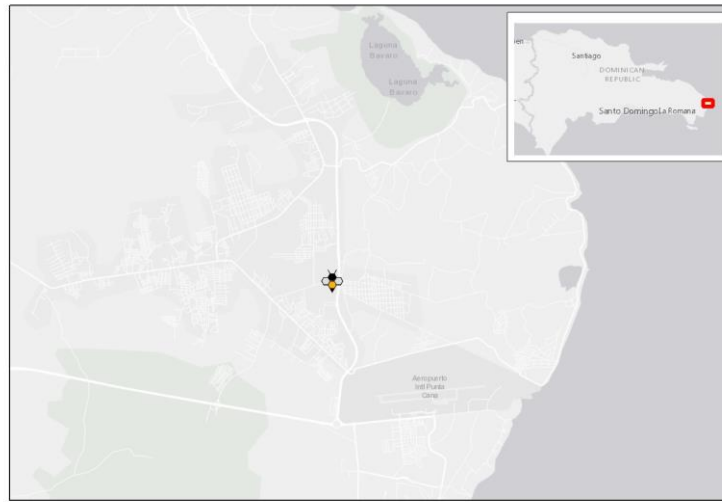 Laguna
Bavaro
Laguna
Bavaro
Santiago
DOMINICAN
REPUBLIC
Santo Domingo
La Romana
Aeropuerto
Intl Punta
Cana